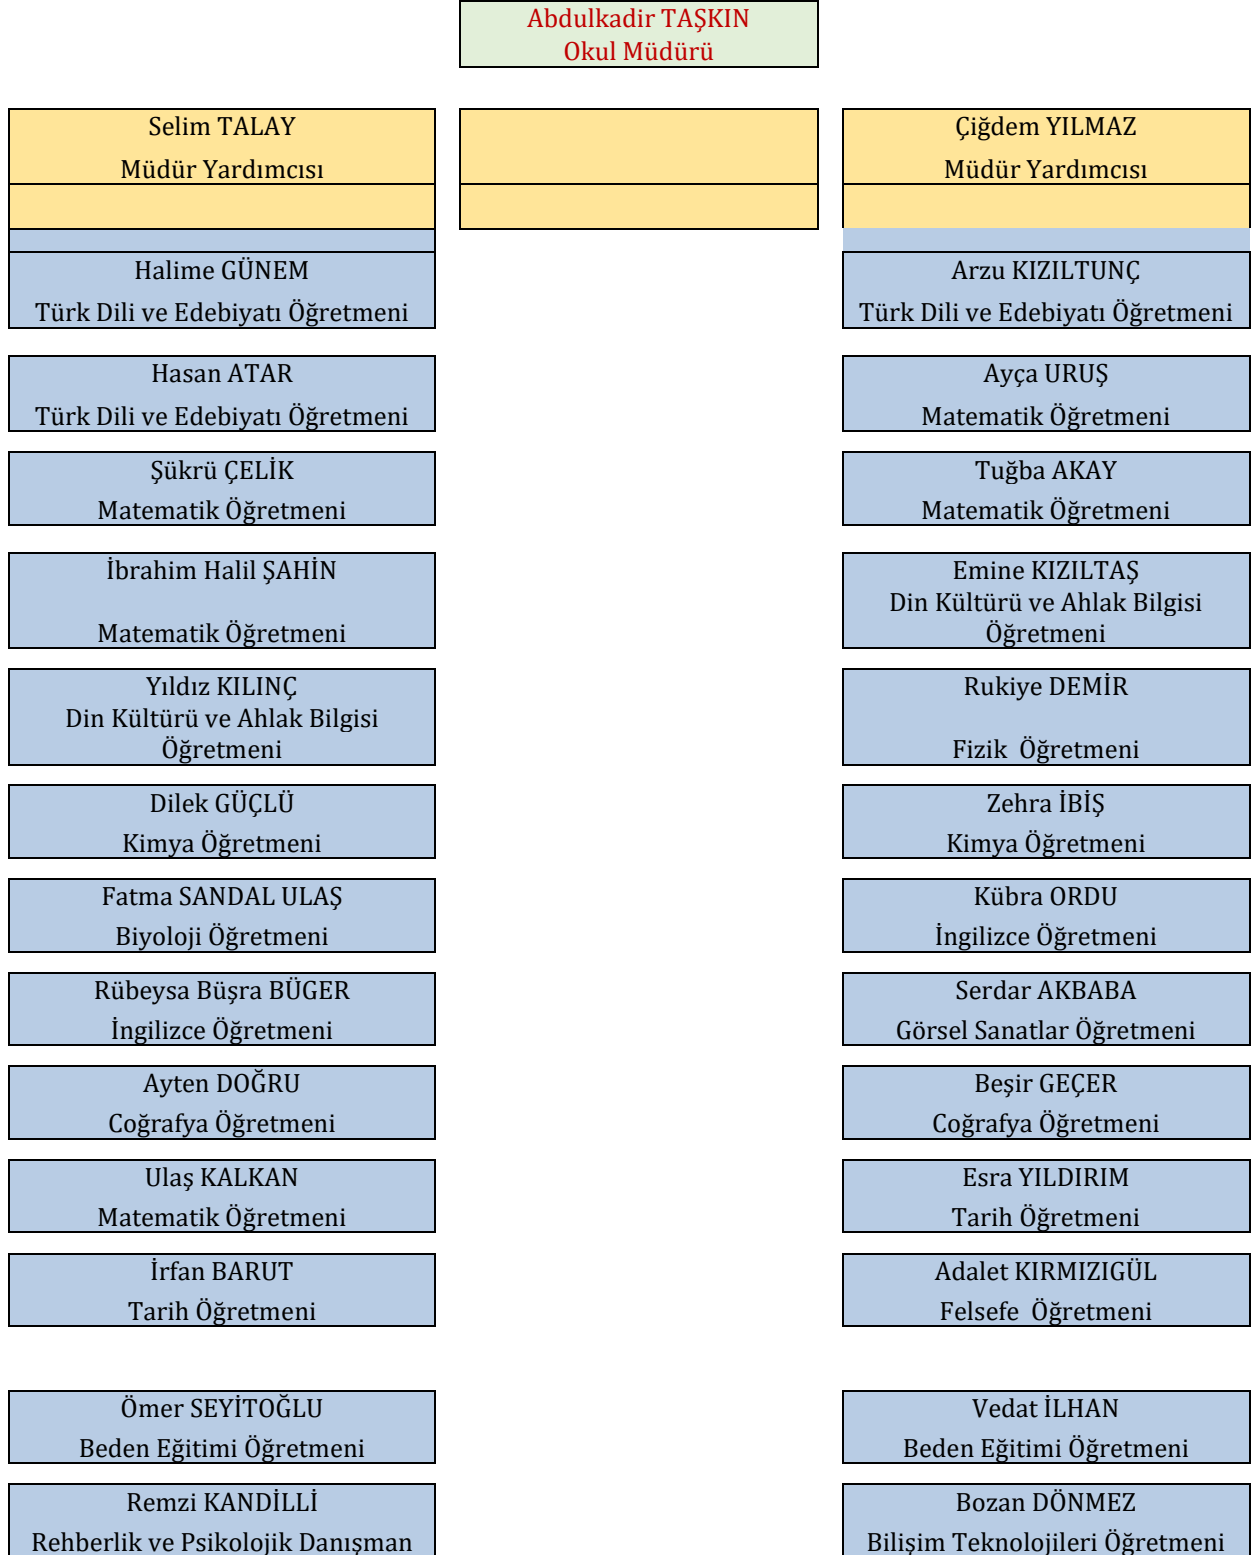 Abdulkadir TAŞKIN
Okul Müdürü
Selim TALAY
Müdür Yardımcısı
Çiğdem YILMAZ
Müdür Yardımcısı
Halime GÜNEM
Türk Dili ve Edebiyatı Öğretmeni
Arzu KIZILTUNÇ
Türk Dili ve Edebiyatı Öğretmeni
Hasan ATAR
Türk Dili ve Edebiyatı Öğretmeni
Ayça URUŞ
Matematik Öğretmeni
Şükrü ÇELİK
Matematik Öğretmeni
Tuğba AKAY
Matematik Öğretmeni
İbrahim Halil ŞAHİN
Matematik Öğretmeni
Emine KIZILTAŞ
Din Kültürü ve Ahlak Bilgisi
Öğretmeni
Yıldız KILINÇ
Din Kültürü ve Ahlak Bilgisi
Öğretmeni
Rukiye DEMİR
Fizik  Öğretmeni
Dilek GÜÇLÜ
Kimya Öğretmeni
Zehra İBİŞ
Kimya Öğretmeni
Fatma SANDAL ULAŞ
Biyoloji Öğretmeni
Kübra ORDU
İngilizce Öğretmeni
Rübeysa Büşra BÜGER
İngilizce Öğretmeni
Serdar AKBABA
Görsel Sanatlar Öğretmeni
Ayten DOĞRU
Coğrafya Öğretmeni
Beşir GEÇER
Coğrafya Öğretmeni
Ulaş KALKAN
Matematik Öğretmeni
Esra YILDIRIM
Tarih Öğretmeni
İrfan BARUT
Tarih Öğretmeni
Adalet KIRMIZIGÜL
Felsefe  Öğretmeni
Ömer SEYİTOĞLU
Beden Eğitimi Öğretmeni
Vedat İLHAN
Beden Eğitimi Öğretmeni
Remzi KANDİLLİ
Rehberlik ve Psikolojik Danışman
Bozan DÖNMEZ
Bilişim Teknolojileri Öğretmeni